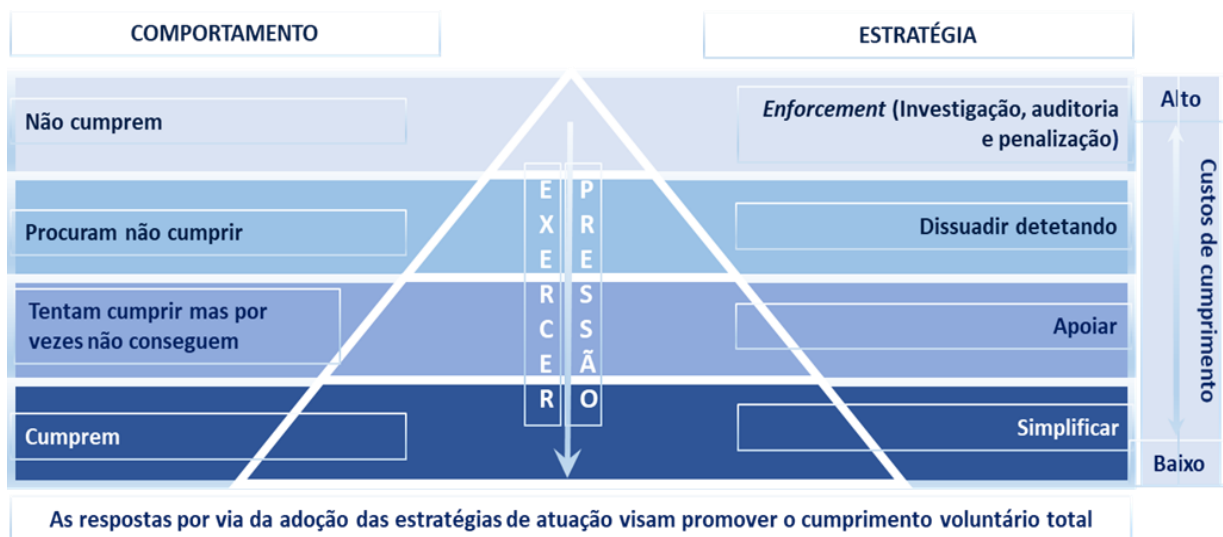 COMPORTAMENTO
ESTRATÉGIA
Não cumprem
Enforcement (Investigação, auditoria
e penalização)
Alto
Procuram não cumprir
Dissuadir detetando
Tentam cumprir mas por
vezes não conseguem
Apoiar
Cumprem
Simplificar
EXERCER
PRESSÃO
Custos de cumprimento
Baixo
As respostas por via da adoção das estratégias de atuação visam promover o cumprimento voluntário total